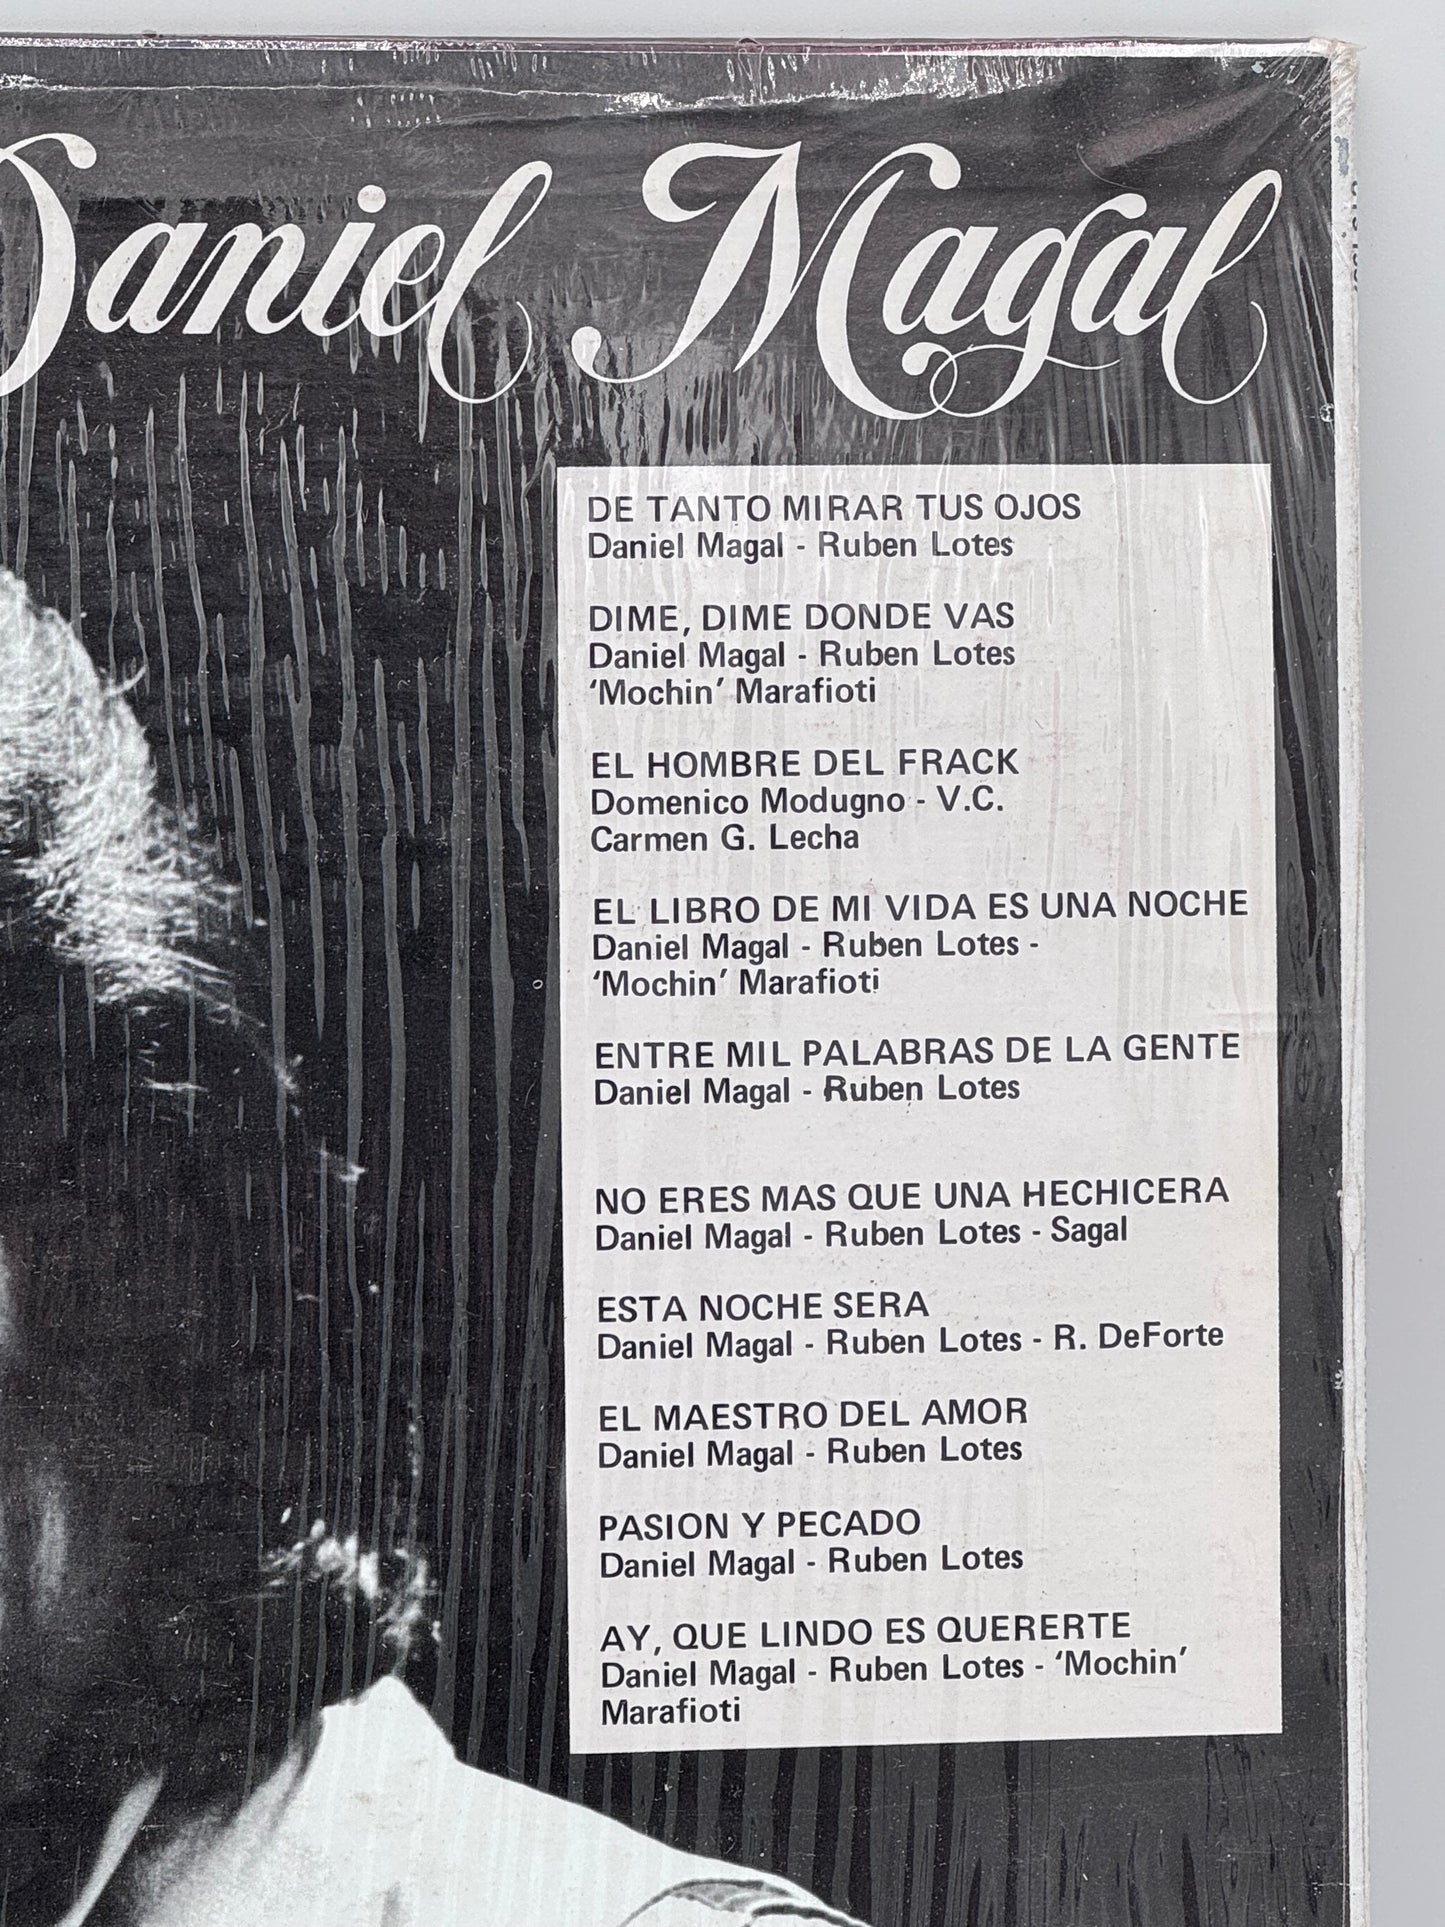 Daniel Magal
DE TANTO MIRAR TUS OJOS
Daniel Magal - Ruben Lotes
DIME, DIME DONDE VAS
Daniel Magal - Ruben Lotes
‘Mochin’ Marafioti
EL HOMBRE DEL FRACK
Domenico Modugno - V.C.
Carmen G. Lecha
EL LIBRO DE MI VIDA ES UNA NOCHE
Daniel Magal - Ruben Lotes -
‘Mochin’ Marafioti
ENTRE MIL PALABRAS DE LA GENTE
Daniel Magal - Ruben Lotes
NO ERES MAS QUE UNA HECHICERA
Daniel Magal - Ruben Lotes - Sagal
ESTA NOCHE SERA
Daniel Magal - Ruben Lotes - R. DeForte
EL MAESTRO DEL AMOR
Daniel Magal - Ruben Lotes
PASION Y PECADO
Daniel Magal - Ruben Lotes
AY, QUE LINDO ES QUERERTE
Daniel Magal - Ruben Lotes - ‘Mochin’
Marafioti